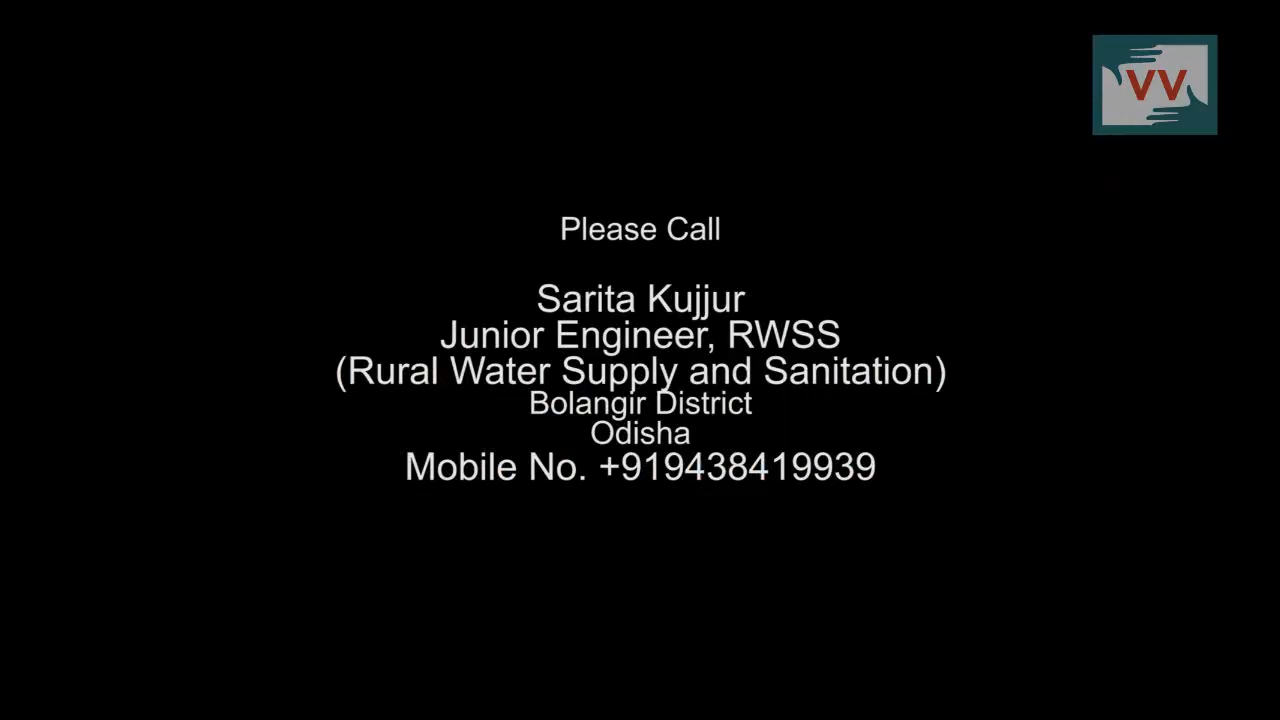 VV
Please Call
Sarita Kujjur
Junior Engineer, RWSS
(Rural Water Supply and Sanitation)
Bolangir District
Odisha
Mobile No. +919438419939